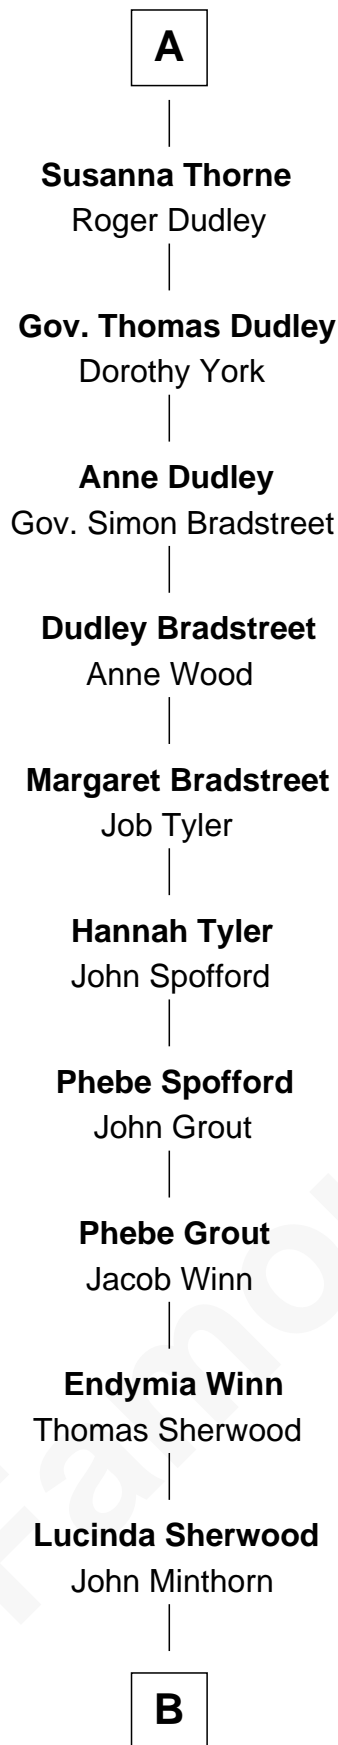 A
Susanna Thorne
Roger Dudley
Gov. Thomas Dudley
Dorothy York
Anne Dudley
Gov. Simon Bradstreet
Dudley Bradstreet
Anne Wood
Margaret Bradstreet
Job Tyler
Hannah Tyler
John Spofford
Phebe Spofford
John Grout
Phebe Grout
Jacob Winn
Endymia Winn
Thomas Sherwood
Lucinda Sherwood
John Minthorn
B